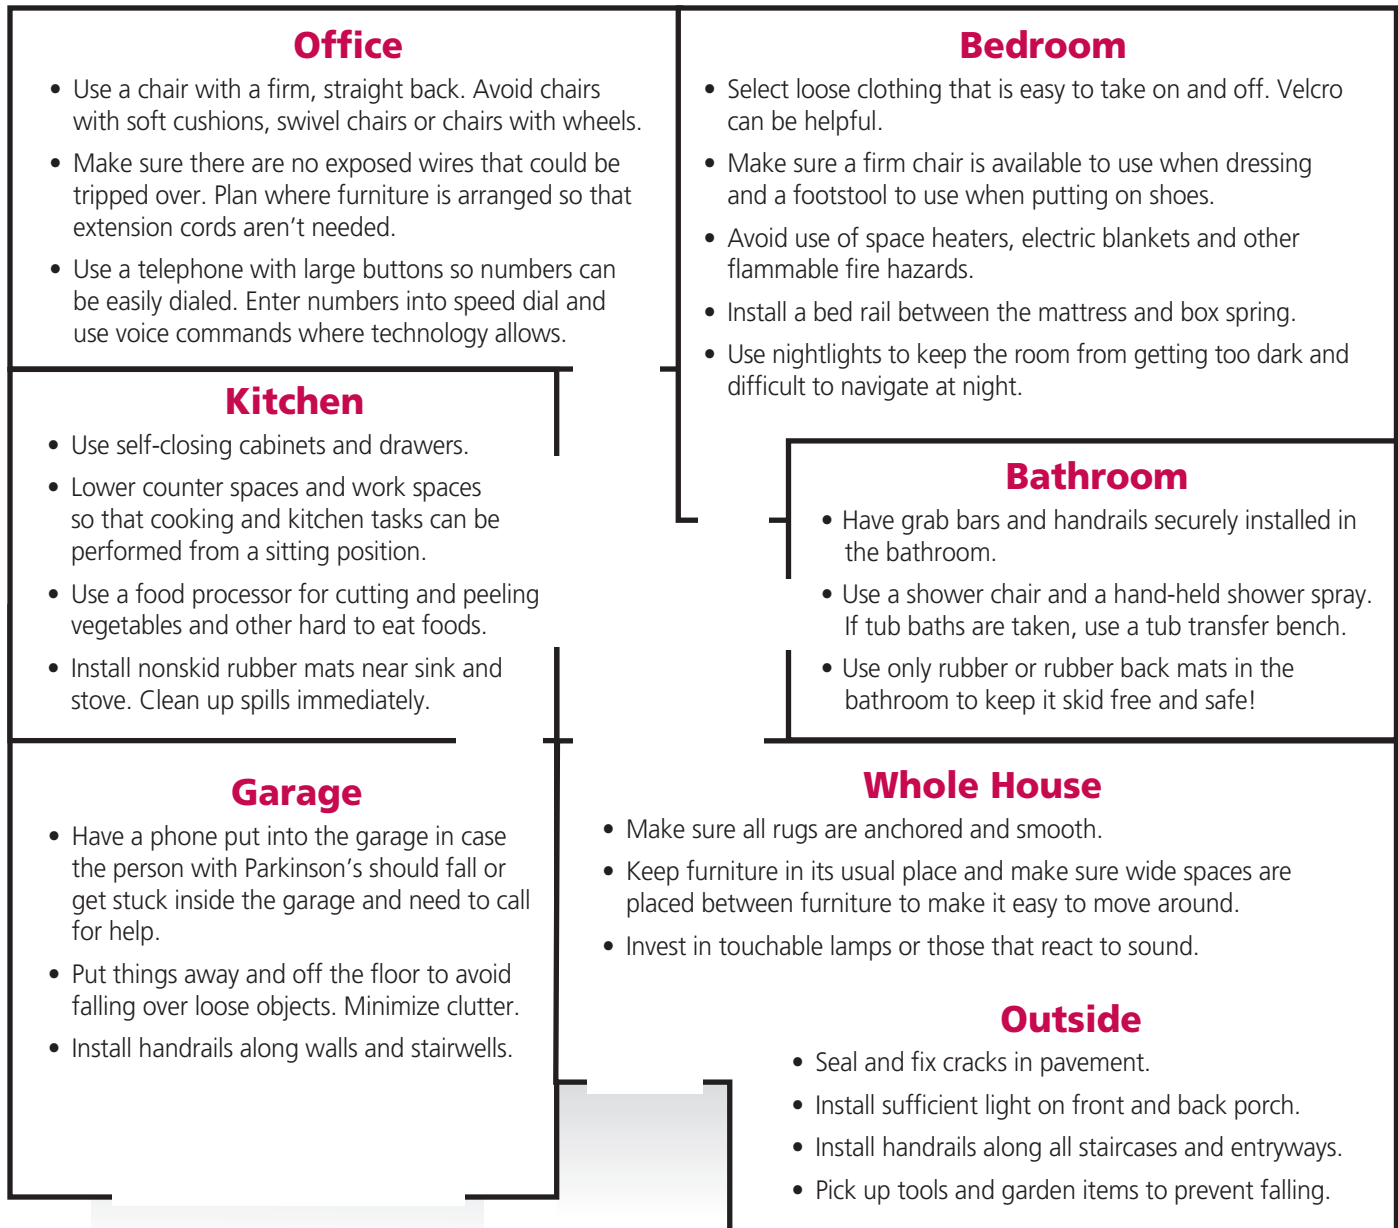 Office
• Use a chair with a firm, straight back. Avoid chairs
with soft cushions, swivel chairs or chairs with wheels.
• Make sure there are no exposed wires that could be
tripped over. Plan where furniture is arranged so that
extension cords aren’t needed.
• Use a telephone with large buttons so numbers can
be easily dialed. Enter numbers into speed dial and
use voice commands where technology allows.
Bedroom
• Select loose clothing that is easy to take on and off. Velcro
can be helpful.
• Make sure a firm chair is available to use when dressing
and a footstool to use when putting on shoes.
• Avoid use of space heaters, electric blankets and other
flammable fire hazards.
• Install a bed rail between the mattress and box spring.
• Use nightlights to keep the room from getting too dark and
difficult to navigate at night.
Kitchen
• Use self-closing cabinets and drawers.
• Lower counter spaces and work spaces
so that cooking and kitchen tasks can be
performed from a sitting position.
• Use a food processor for cutting and peeling
vegetables and other hard to eat foods.
• Install nonskid rubber mats near sink and
stove. Clean up spills immediately.
Bathroom
• Have grab bars and handrails securely installed in
the bathroom.
• Use a shower chair and a hand-held shower spray.
If tub baths are taken, use a tub transfer bench.
• Use only rubber or rubber back mats in the
bathroom to keep it skid free and safe!
Garage
• Have a phone put into the garage in case
the person with Parkinson’s should fall or
get stuck inside the garage and need to call
for help.
• Put things away and off the floor to avoid
falling over loose objects. Minimize clutter.
• Install handrails along walls and stairwells.
Whole House
• Make sure all rugs are anchored and smooth.
• Keep furniture in its usual place and make sure wide spaces are
placed between furniture to make it easy to move around.
• Invest in touchable lamps or those that react to sound.
Outside
• Seal and fix cracks in pavement.
• Install sufficient light on front and back porch.
• Install handrails along all staircases and entryways.
• Pick up tools and garden items to prevent falling.